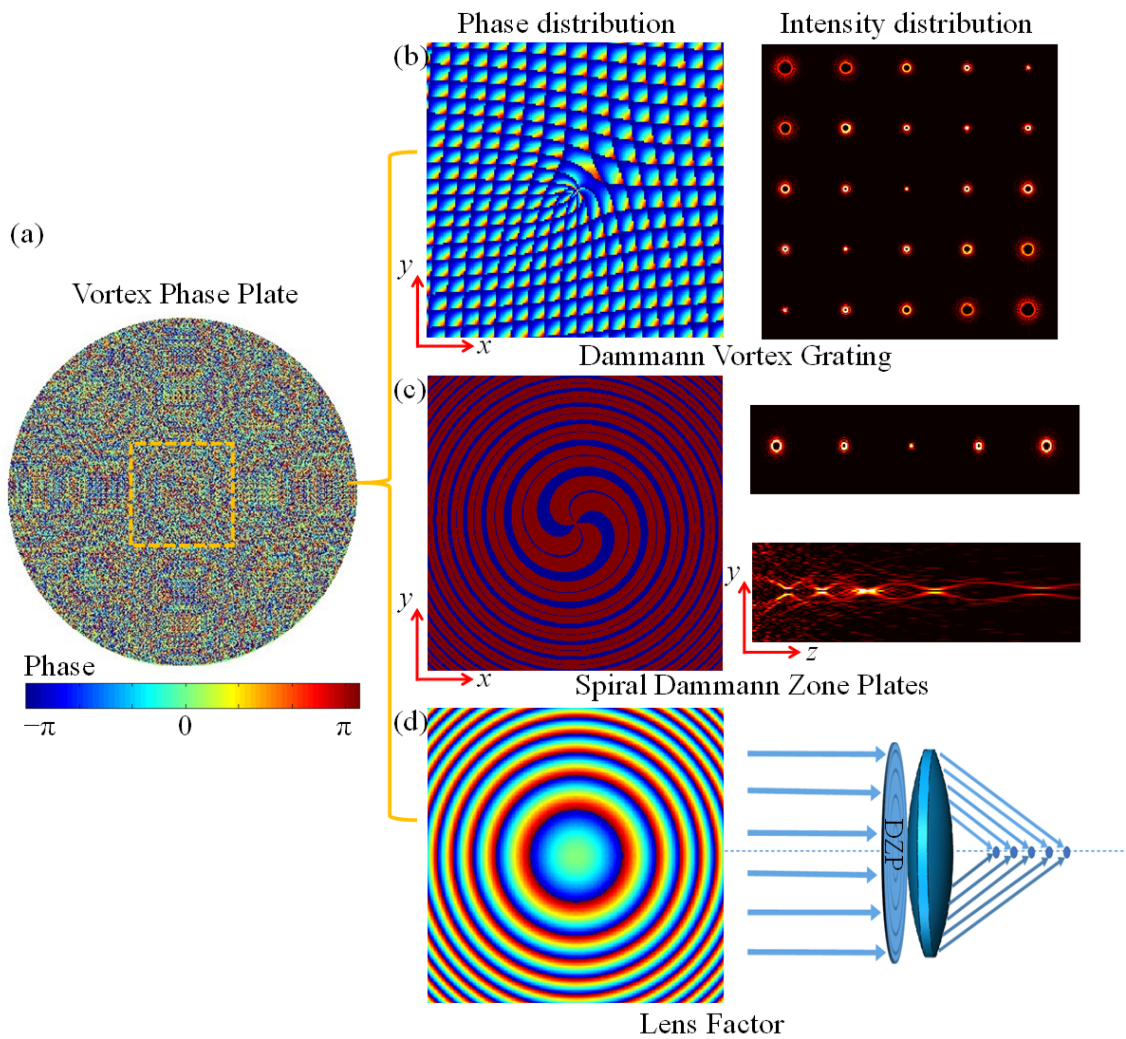 Phase distribution
Intensity distribution
(b)
(a)
y
x
Vortex Phase Plate
Dammann Vortex Grating
(c)
y
x
y
z
Phase
−π
0
π
Spiral Dammann Zone Plates
(d)
DZP
Lens Factor